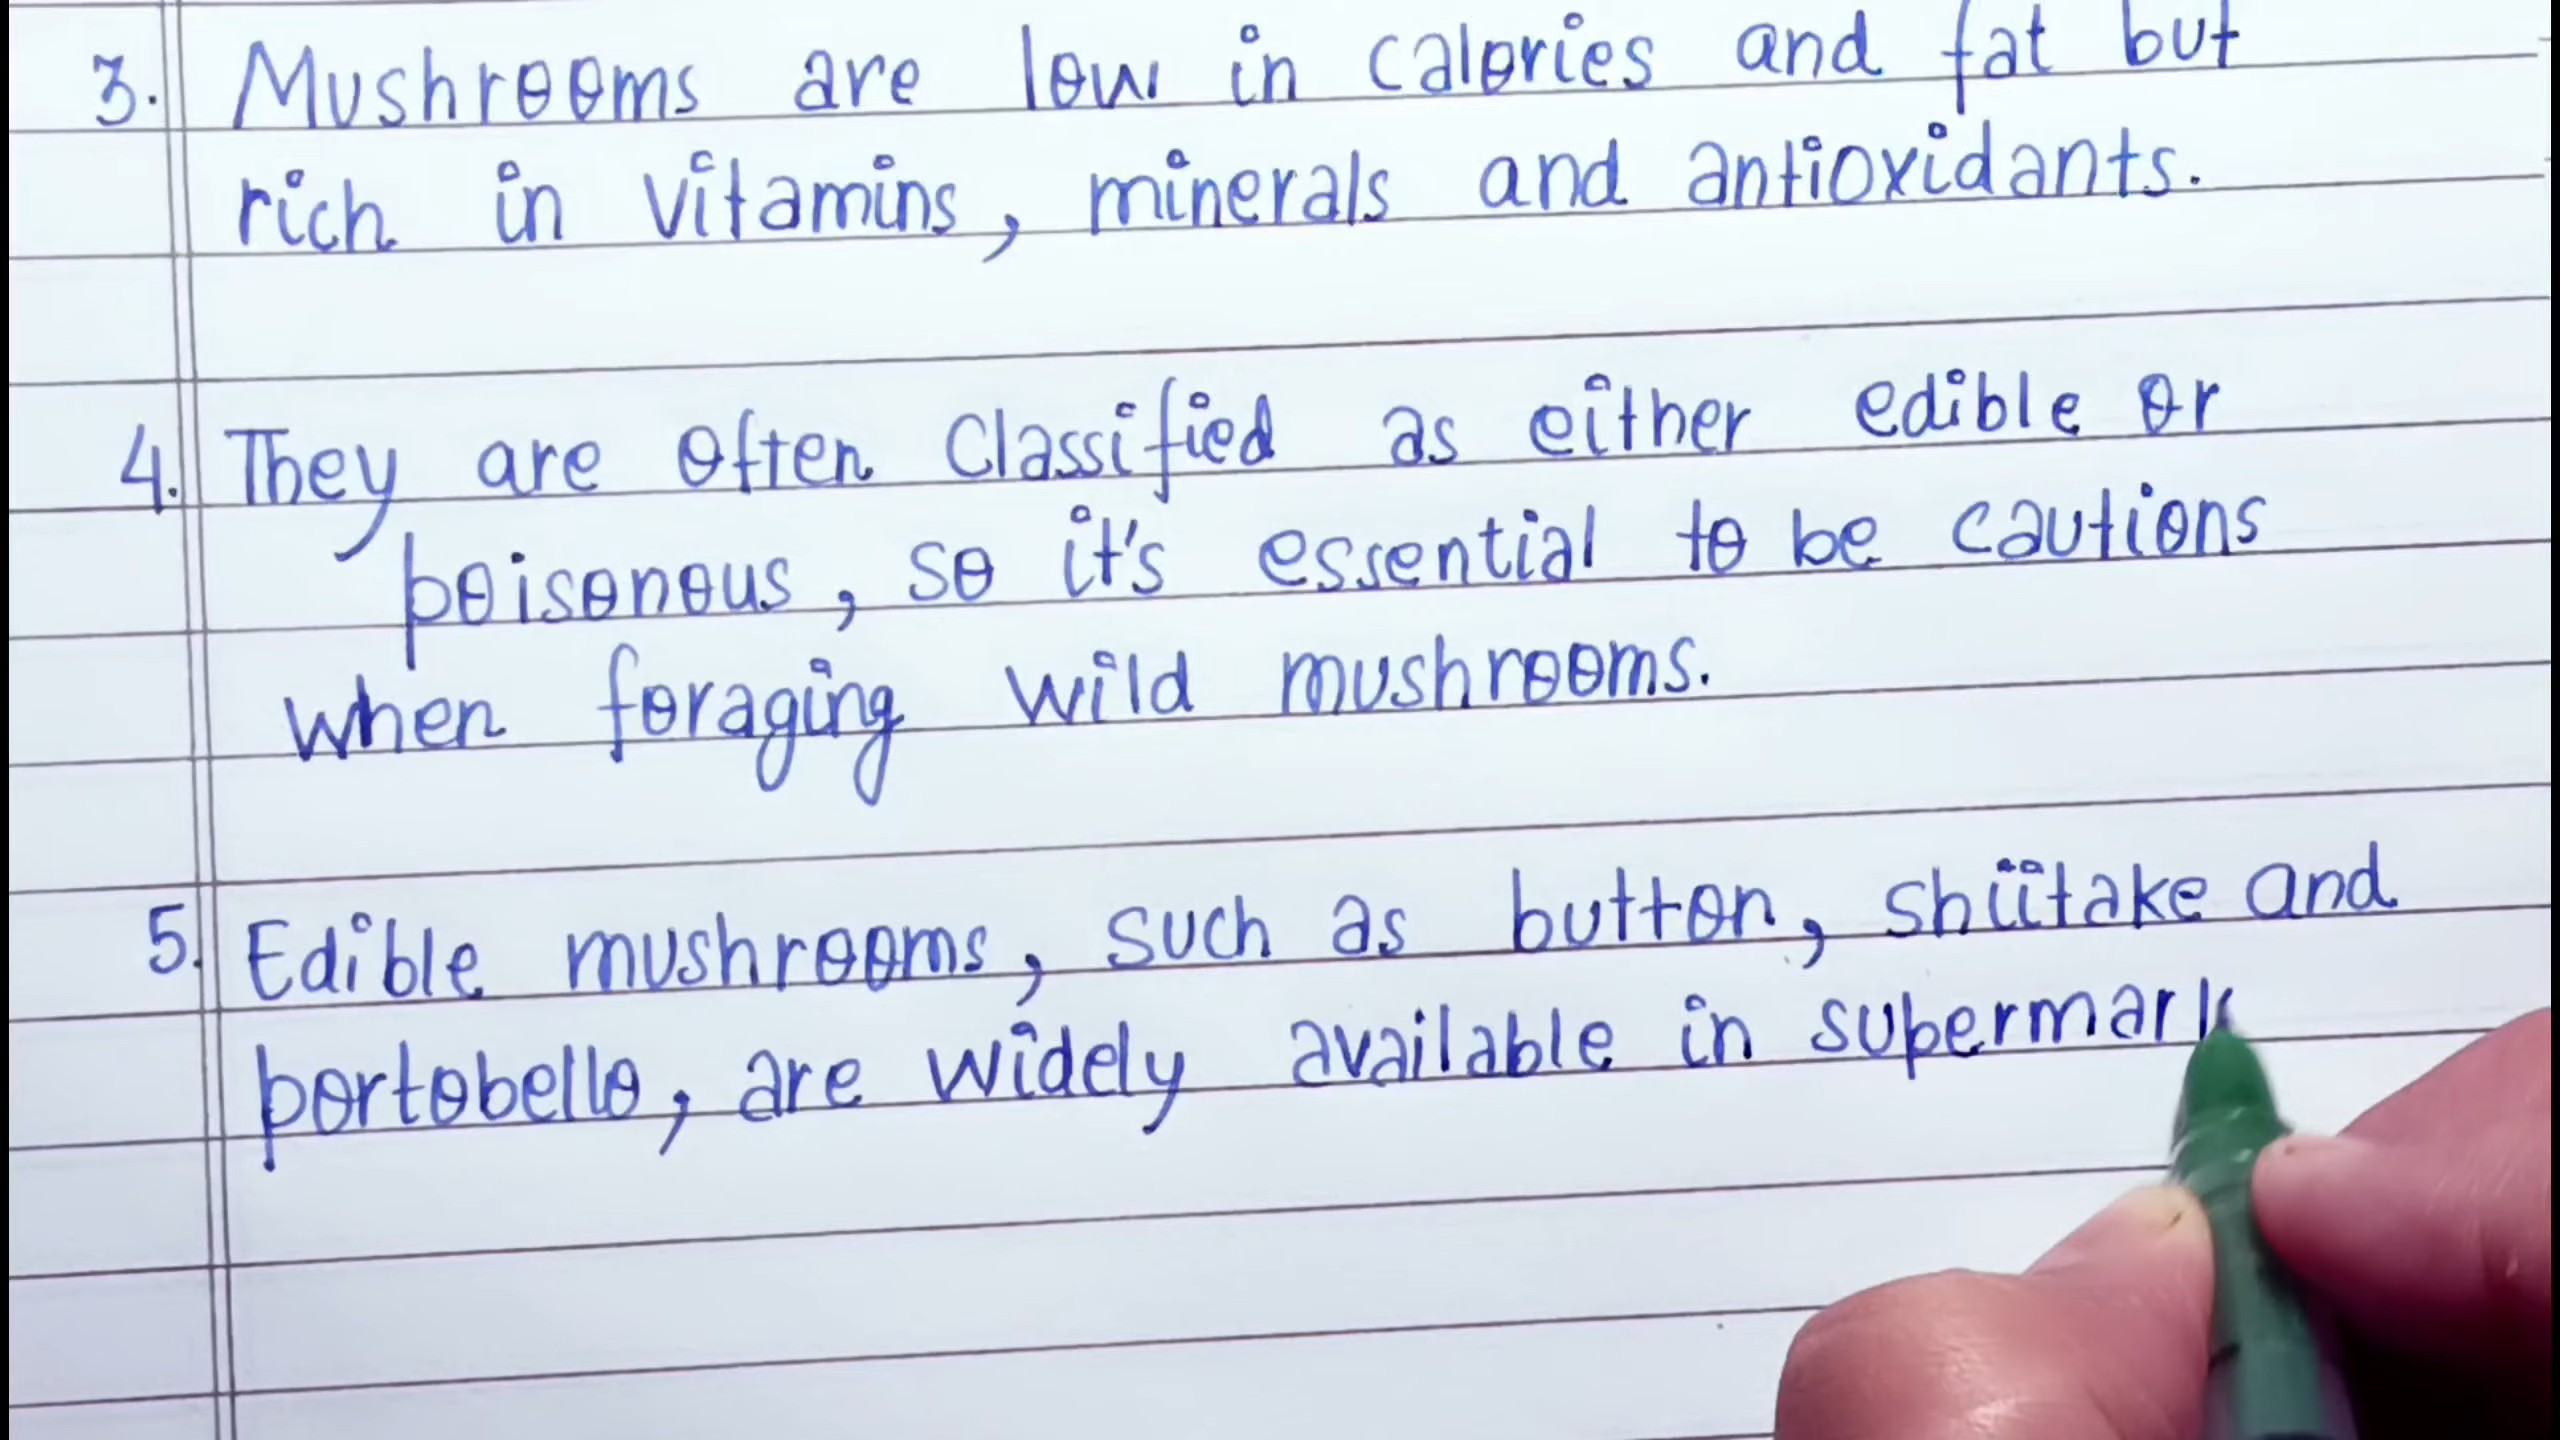 3. Mushrooms are low in calories and fat but
rich in vitamins, minerals and antioxidants.
4. They are often classified as either edible or
poisonous, so it's essential to be cautions
when foraging wild mushrooms.
5. Edible mushrooms, such as button, shiitake and
portobello, are widely available in supermark